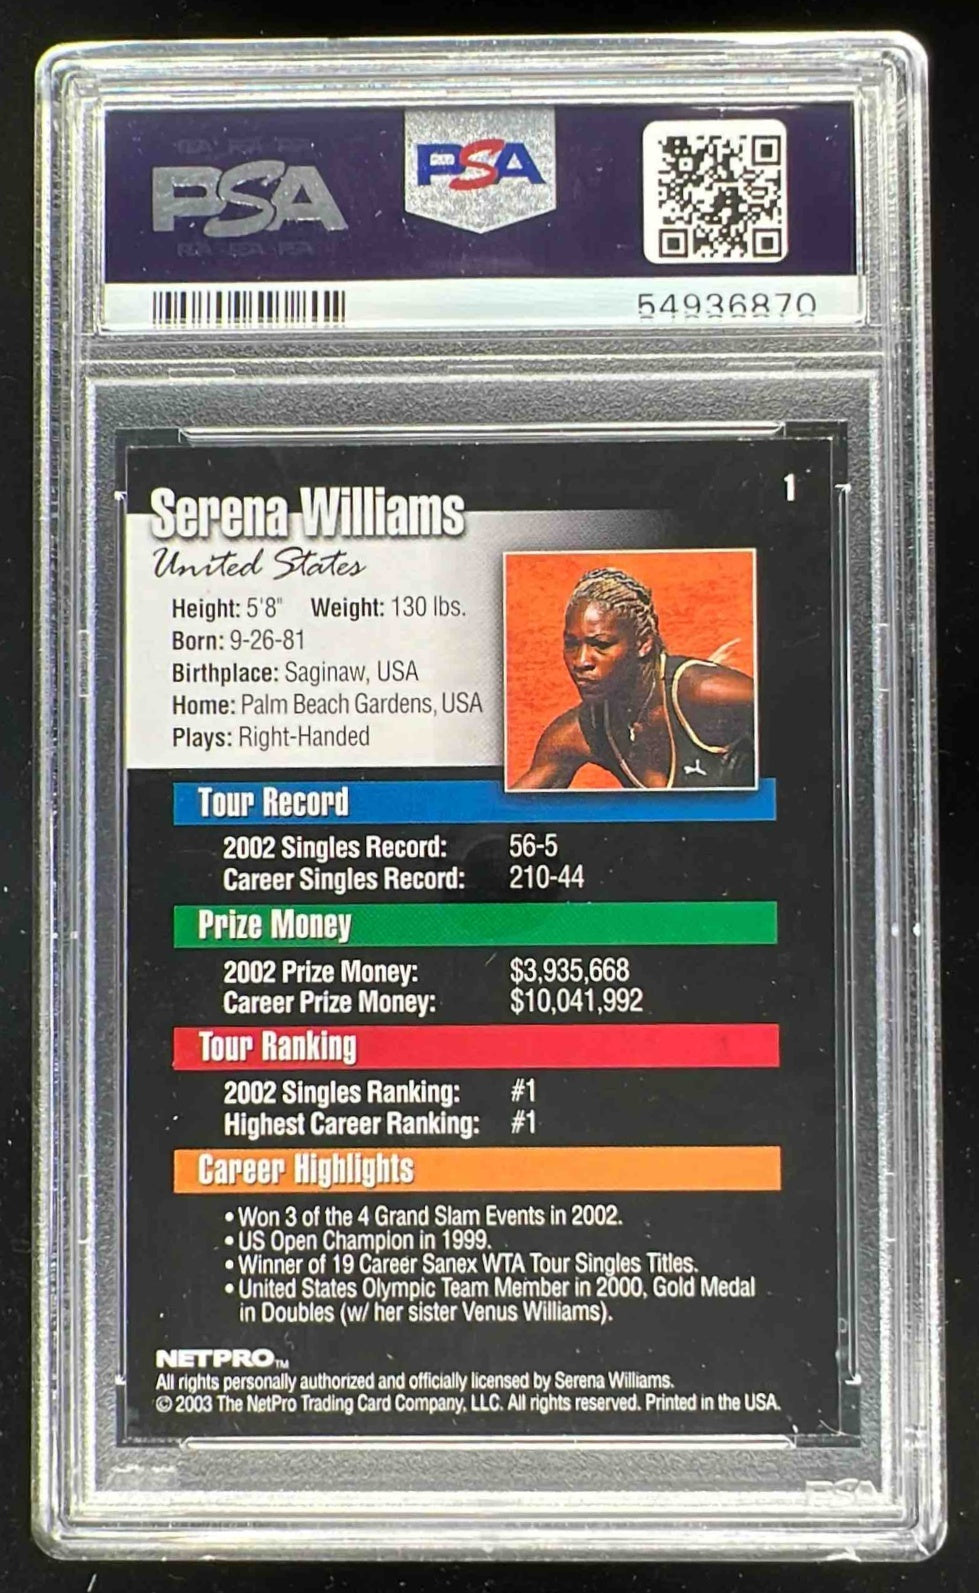 PSA
PSA
54936870
1
Serena Williams
United States
Height: 5'8" Weight: 130 lbs.
Born: 9-26-81
Birthplace: Saginaw, USA
Home: Palm Beach Gardens, USA
Plays: Right-Handed
Tour Record
2002 Singles Record: 56-5
Career Singles Record: 210-44
Prize Money
2002 Prize Money: $3,935,668
Career Prize Money: $10,041,992
Tour Ranking
2002 Singles Ranking: #1
Highest Career Ranking: #1
Career Highlights
• Won 3 of the 4 Grand Slam Events in 2002.
• US Open Champion in 1999.
• Winner of 19 Career Sanex WTA Tour Singles Titles.
• United States Olympic Team Member in 2000, Gold Medal
in Doubles (w/ her sister Venus Williams).
NETPRO™
All rights personally authorized and officially licensed by Serena Williams.
© 2003 The NetPro Trading Card Company, LLC. All rights reserved. Printed in the USA.
PSA